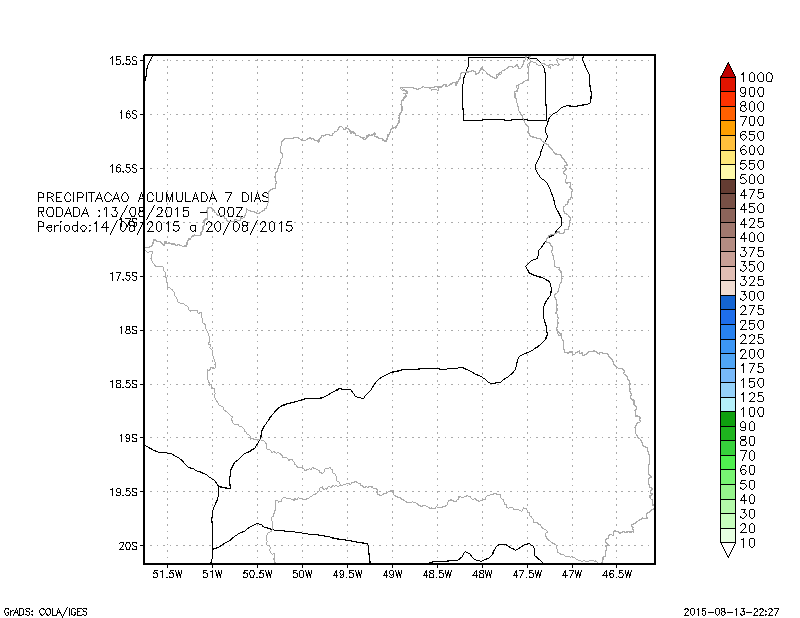 PRECIPITACAO ACUMULADA 7 DIAS
RODADA :13/08/2015 - 00Z
Período:14/08/2015 a 20/08/2015
15.5S
16S
16.5S
17S
17.5S
18S
18.5S
19S
19.5S
20S
51.5W 51W 50.5W 50W 49.5W 49W 48.5W 48W 47.5W 47W 46.5W
1000
900
800
700
650
600
550
500
475
450
425
400
375
350
325
300
275
250
225
200
175
150
125
100
90
80
70
60
50
40
30
20
10
GrADS: COLA/IGES
2015-08-13-22:27